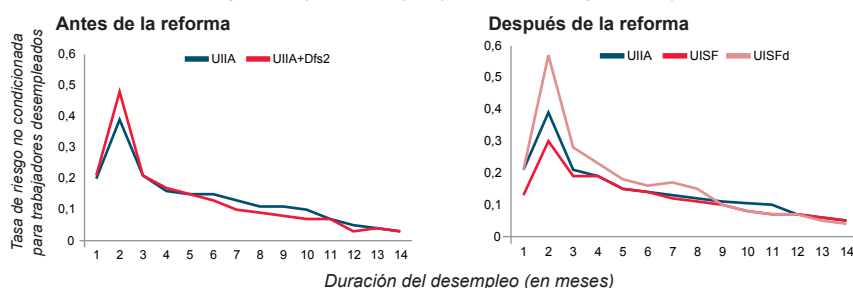 Antes de la reforma
UIIA UIIA+Dfs2
Tasa de riesgo no condicionada
para trabajadores desempleados
0,6
0,5
0,4
0,3
0,2
0,1
0
1 2 3 4 5 6 7 8 9 10 11 12 13 14
Después de la reforma
UIIA UISF UISFd
0,6
0,5
0,4
0,3
0,2
0,1
0
1 2 3 4 5 6 7 8 9 10 11 12 13 14
Duración del desempleo (en meses)